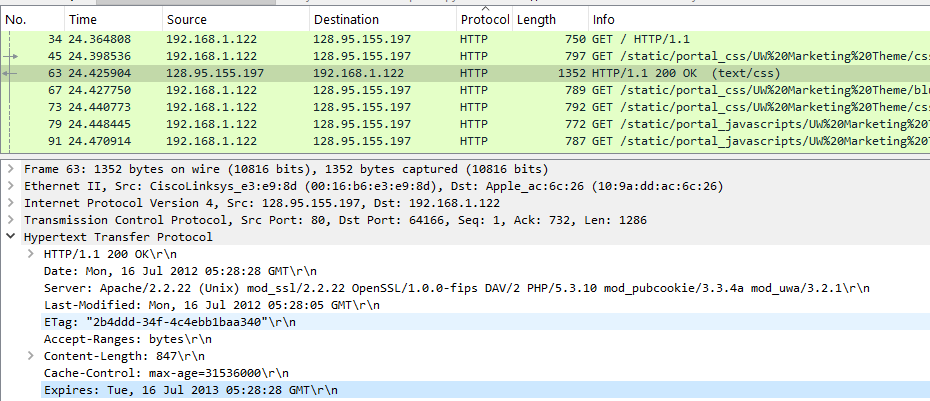 No. Time Source Destination Protocol Length Info
34 24.364808 192.168.1.122 128.95.155.197 HTTP 750 GET / HTTP/1.1
45 24.398536 192.168.1.122 128.95.155.197 HTTP 797 GET /static/portal_css/UW%20Marketing%20Theme/css
63 24.425904 128.95.155.197 192.168.1.122 HTTP 1352 HTTP/1.1 200 OK (text/css)
67 24.427750 192.168.1.122 128.95.155.197 HTTP 789 GET /static/portal_css/UW%20Marketing%20Theme/blu
73 24.440773 192.168.1.122 128.95.155.197 HTTP 792 GET /static/portal_css/UW%20Marketing%20Theme/css
79 24.448445 192.168.1.122 128.95.155.197 HTTP 772 GET /static/portal_javascripts/UW%20Marketing%20T
91 24.470914 192.168.1.122 128.95.155.197 HTTP 787 GET /static/portal_javascripts/UW%20Marketing%20T
Frame 63: 1352 bytes on wire (10816 bits), 1352 bytes captured (10816 bits)
Ethernet II, Src: CiscoLinksys_e3:e9:8d (00:16:b6:e3:e9:8d), Dst: Apple_ac:6c:26 (10:9a:dd:ac:6c:26)
Internet Protocol Version 4, Src: 128.95.155.197, Dst: 192.168.1.122
Transmission Control Protocol, Src Port: 80, Dst Port: 64166, Seq: 1, Ack: 732, Len: 1286
Hypertext Transfer Protocol
HTTP/1.1 200 OK\r\n
Date: Mon, 16 Jul 2012 05:28:28 GMT\r\n
Server: Apache/2.2.22 (Unix) mod_ssl/2.2.22 OpenSSL/1.0.0-fips DAV/2 PHP/5.3.10 mod_pubcookie/3.3.4a mod_uwa/3.2.1\r\n
Last-Modified: Mon, 16 Jul 2012 05:28:05 GMT\r\n
ETag: "2b4ddd-34f-4c4ebb1baa340"\r\n
Accept-Ranges: bytes\r\n
Content-Length: 847\r\n
Cache-Control: max-age=31536000\r\n
Expires: Tue, 16 Jul 2013 05:28:28 GMT\r\n